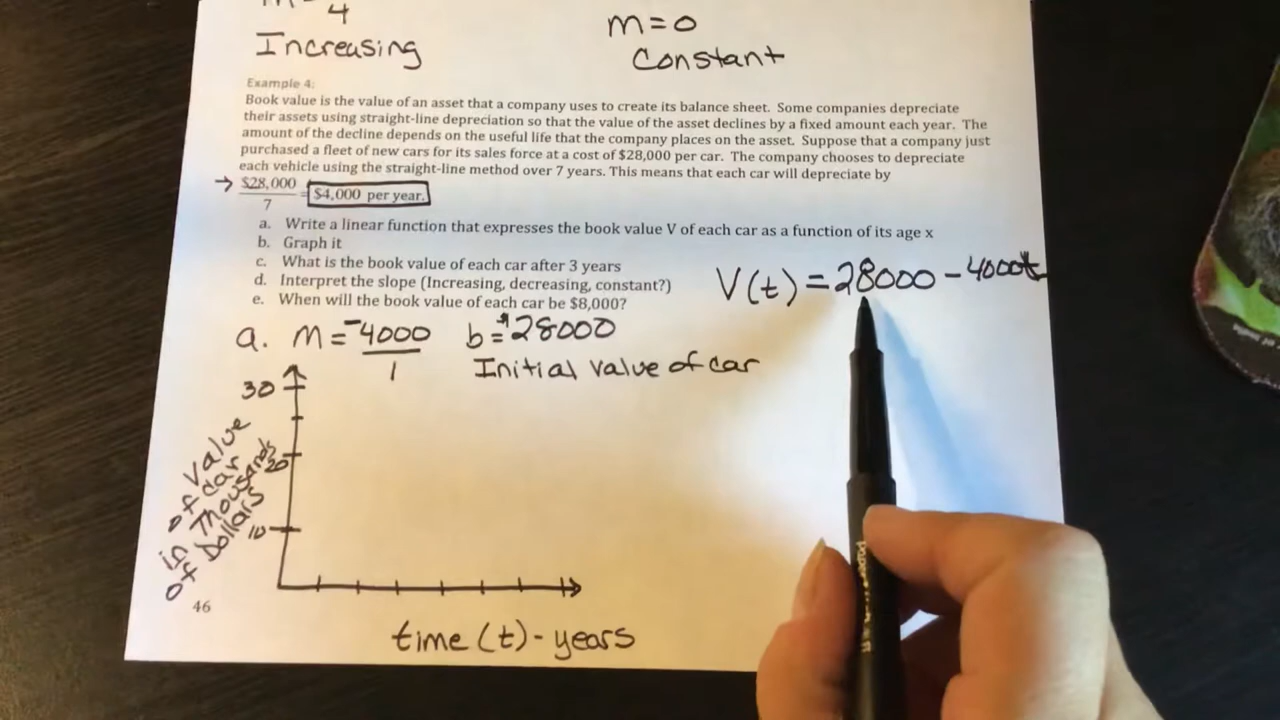 4
m=0
Increasing
Constant
Example 4:
Book value is the value of an asset that a company uses to create its balance sheet. Some companies depreciate
their assets using straight-line depreciation so that the value of the asset declines by a fixed amount each year. The
amount of the decline depends on the useful life that the company places on the asset. Suppose that a company just
purchased a fleet of new cars for its sales force at a cost of $28,000 per car. The company chooses to depreciate
each vehicle using the straight-line method over 7 years. This means that each car will depreciate by
→ $28,000
7
= $4,000 per year.
a. Write a linear function that expresses the book value V of each car as a function of its age x
b. Graph it
c. What is the book value of each car after 3 years
d. Interpret the slope (Increasing, decreasing, constant?)
e. When will the book value of each car be $8,000?
V(t) = 28000 - 4000t
a. m = -4000
1
b = 28000
Initial value of car
30
20
10
Value
of car
in Thousands
of Dollars
46
time (t) - years